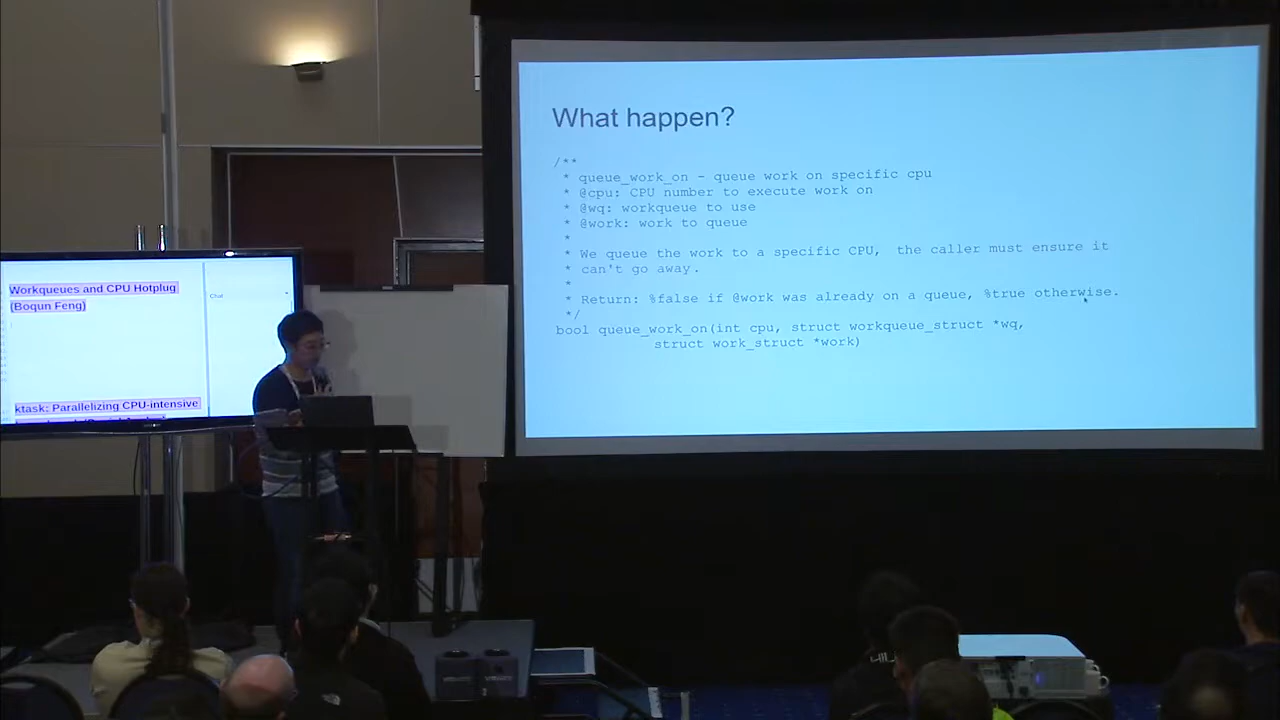 What happen?
/**
* queue_work_on - queue work on specific cpu
* @cpu: CPU number to execute work on
* @wq: workqueue to use
* @work: work to queue
*
* We queue the work to a specific CPU, the caller must ensure it
* can't go away.
*
* Return: %false if @work was already on a queue, %true otherwise.
*/
bool queue_work_on(int cpu, struct workqueue_struct *wq,
struct work_struct *work)
Workqueues and CPU Hotplug
(Boqun Feng)
Chat
ktask: Parallelizing CPU-intensive